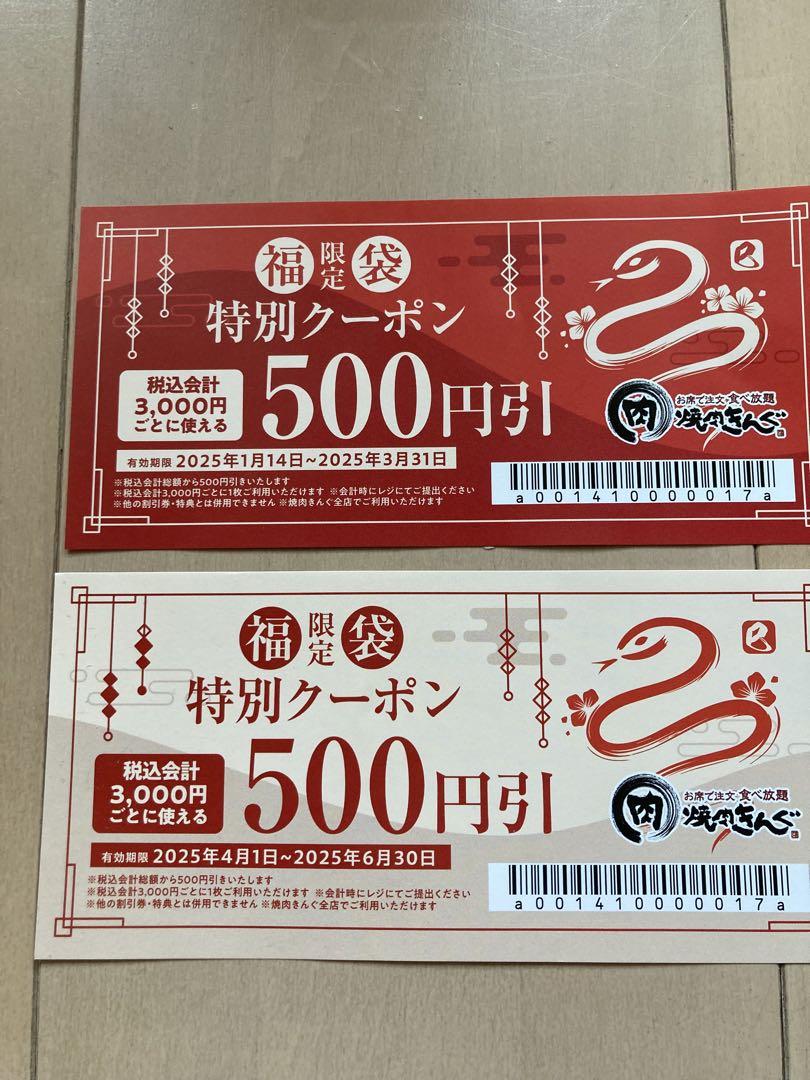 福 限定 袋
巳
特別クーポン
税込会計
3,000円
ごとに使える
500円引
お席で注文・食べ放題
肉 焼肉きんぐ
有効期限 2025年1月14日~2025年3月31日
※税込会計総額から500円引きいたします
※税込会計3,000円ごとに1枚ご利用いただけます ※会計時にレジにてご提出ください
※他の割引券・特典とは併用できません ※焼肉きんぐ全店でご利用いただけます
a0014100000017a
福 限定 袋
巳
特別クーポン
税込会計
3,000円
ごとに使える
500円引
お席で注文・食べ放題
肉 焼肉きんぐ
有効期限 2025年4月1日~2025年6月30日
※税込会計総額から500円引きいたします
※税込会計3,000円ごとに1枚ご利用いただけます ※会計時にレジにてご提出ください
※他の割引券・特典とは併用できません ※焼肉きんぐ全店でご利用いただけます
a0014100000017a